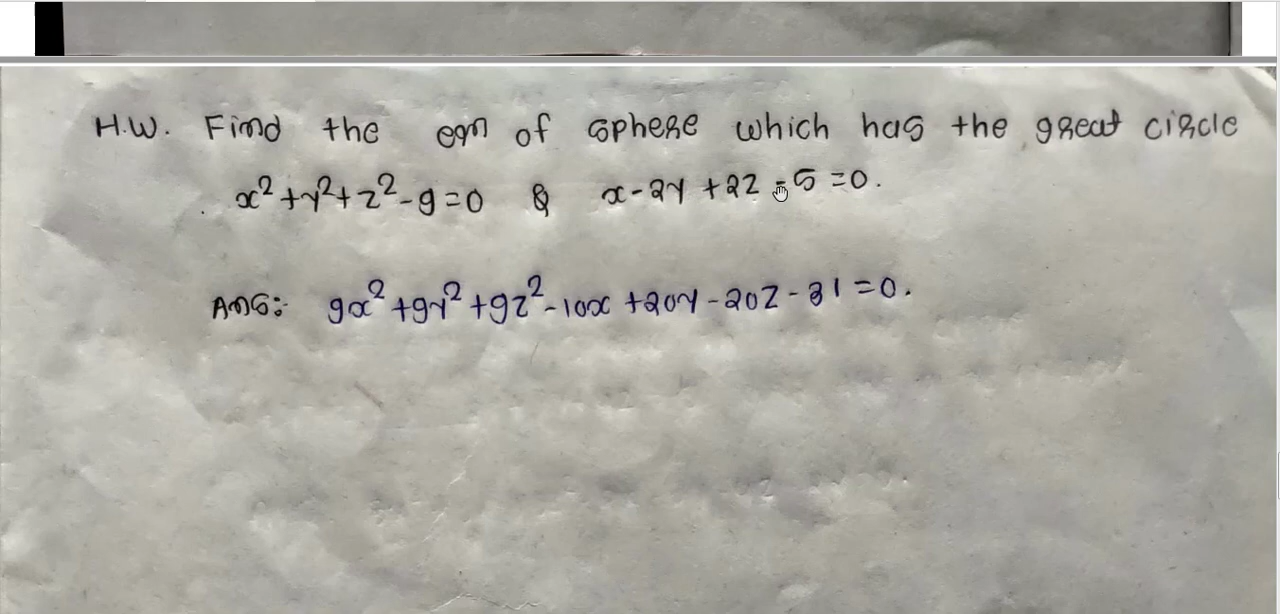 H.W. Find the eqn of sphere which has the great circle
x²+y²+z²-9=0 & x-2y+2z-5=0.
Ans:- 9x²+9y²+9z²-10x+20y-20z-31=0.